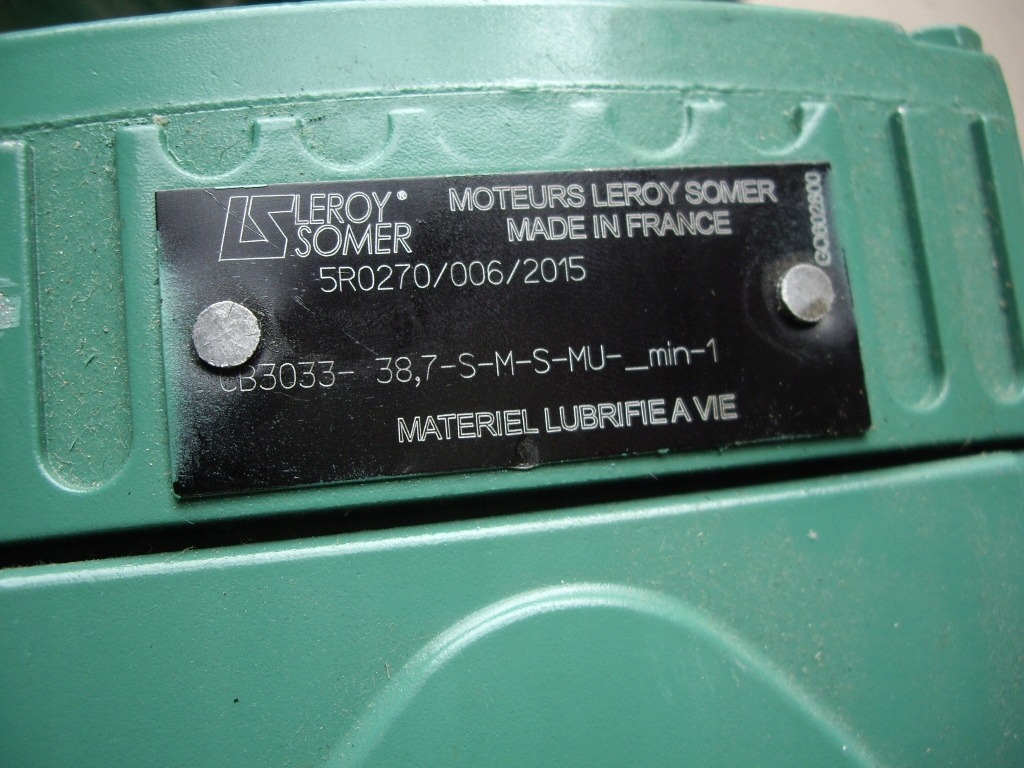 LEROY®
SOMER
MOTEURS LEROY SOMER
MADE IN FRANCE
GC602800
5R0270/006/2015
CB3033- 38,7-S-M-S-MU-_min-1
MATERIEL LUBRIFIE A VIE